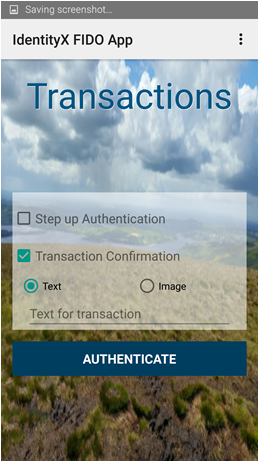 Saving screenshot...
IdentityX FIDO App
Transactions
Step up Authentication
Transaction Confirmation
Text
Image
Text for transaction
AUTHENTICATE